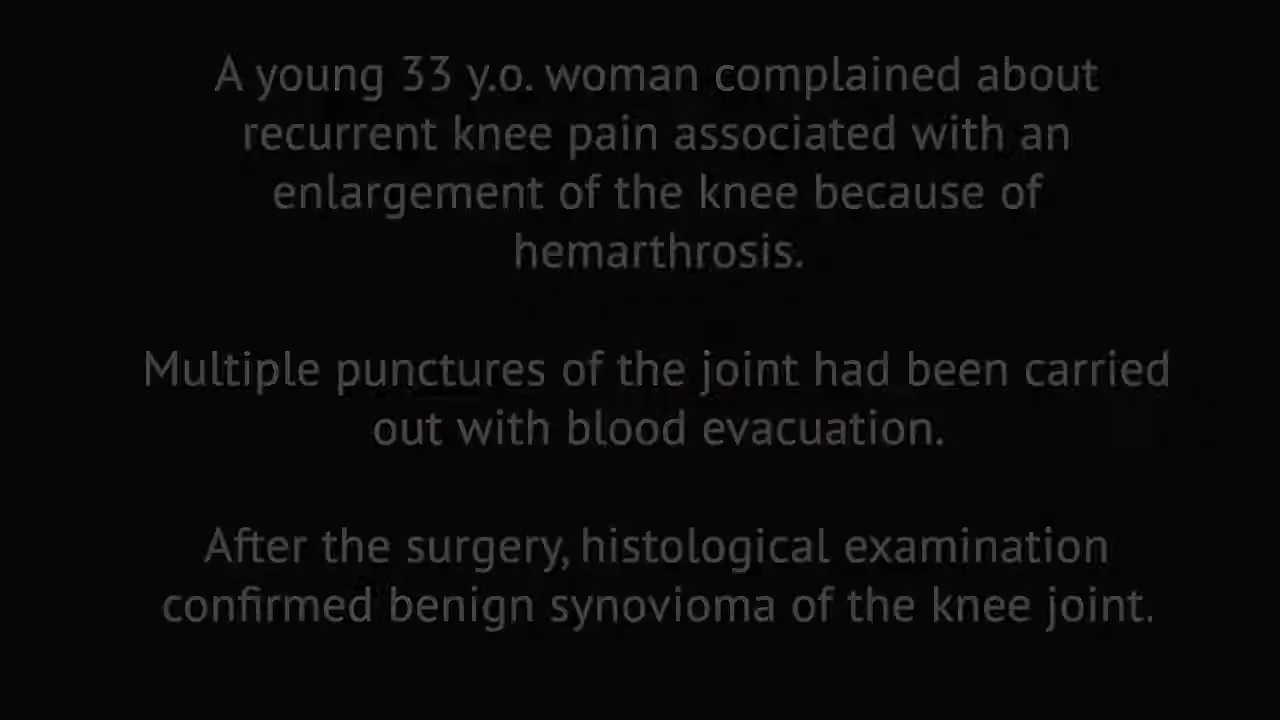 A young 33 y.o. woman complained about
recurrent knee pain associated with an
enlargement of the knee because of
hemarthrosis.
Multiple punctures of the joint had been carried
out with blood evacuation.
After the surgery, histological examination
confirmed benign synovioma of the knee joint.